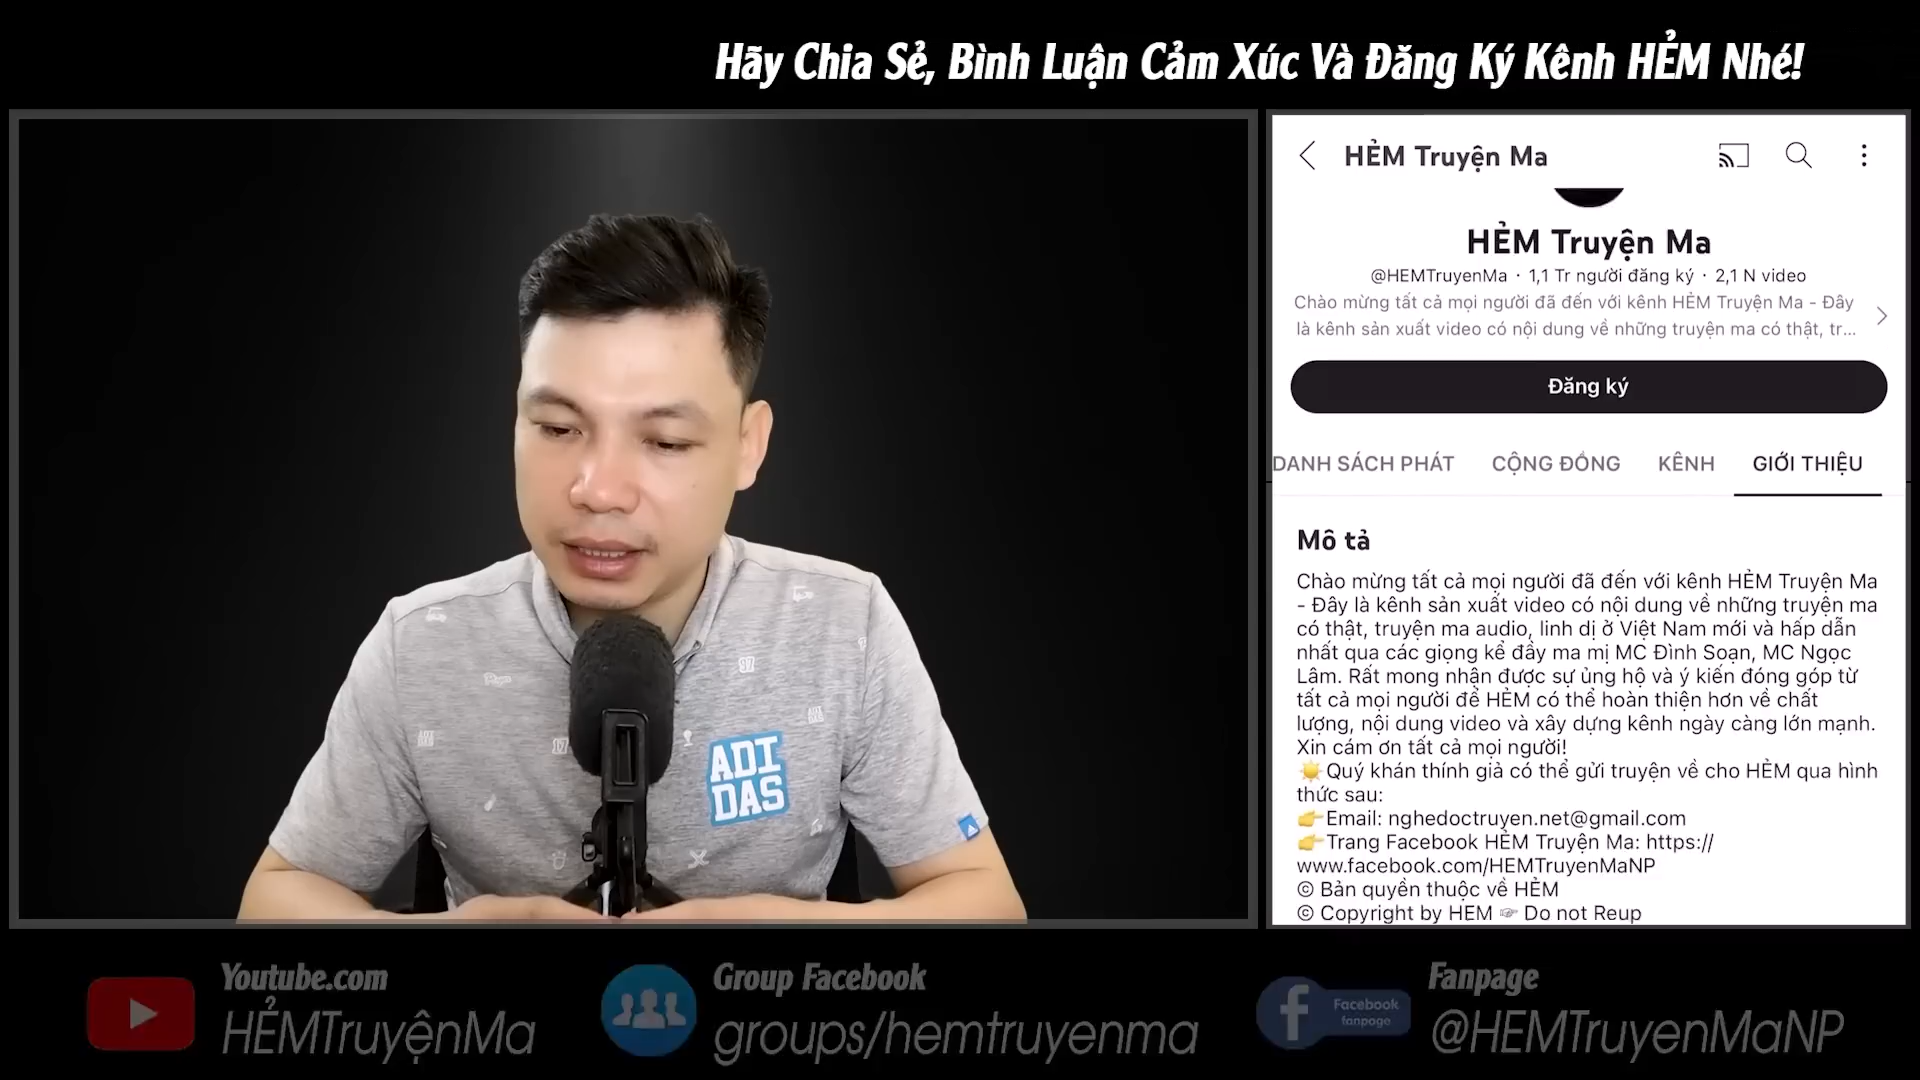 Hãy Chia Sẻ, Bình Luận Cảm Xúc Và Đăng Ký Kênh HẺM Nhé!
ADI
DAS
HẺM Truyện Ma
HẺM Truyện Ma
@HEMTruyenMa · 1,1 Tr người đăng ký · 2,1 N video
Chào mừng tất cả mọi người đã đến với kênh HẺM Truyện Ma - Đây
là kênh sản xuất video có nội dung về những truyện ma có thật, tr...
Đăng ký
DANH SÁCH PHÁT CỘNG ĐỒNG KÊNH GIỚI THIỆU
Mô tả
Chào mừng tất cả mọi người đã đến với kênh HẺM Truyện Ma
- Đây là kênh sản xuất video có nội dung về những truyện ma
có thật, truyện ma audio, linh dị ở Việt Nam mới và hấp dẫn
nhất qua các giọng kể đầy ma mị MC Đình Soạn, MC Ngọc
Lâm. Rất mong nhận được sự ủng hộ và ý kiến đóng góp từ
tất cả mọi người để HẺM có thể hoàn thiện hơn về chất
lượng, nội dung video và xây dựng kênh ngày càng lớn mạnh.
Xin cám ơn tất cả mọi người!
☀️Quý khán thính giả có thể gửi truyện về cho HẺM qua hình
thức sau:
👉Email: nghedoctruyen.net@gmail.com
👉Trang Facebook HẺM Truyện Ma: https://
www.facebook.com/HEMTruyenMaNP
© Bản quyền thuộc về HẺM
© Copyright by HEM ☞ Do not Reup
Youtube.com
HẺMTruyệnMa
Group Facebook
groups/hemtruyenma
Facebook
fanpage
Fanpage
@HEMTruyenMaNP